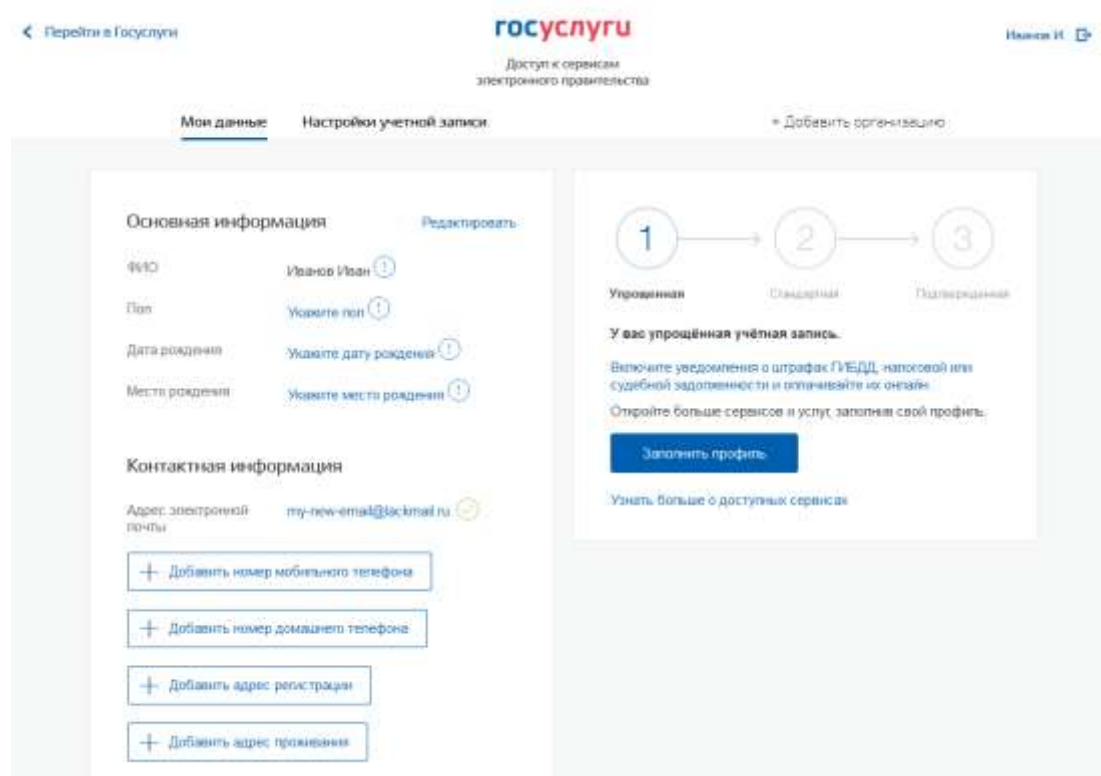 Перейти в Госуслуги
госуслуги
Иванов И.
Доступ к сервисам
электронного правительства
Мои данные
Настройки учетной записи
+ Добавить организацию
Основная информация
Редактировать
ФИО
Иванов Иван
Пол
Укажите пол
Дата рождения
Укажите дату рождения
Место рождения
Укажите место рождения
Контактная информация
Адрес электронной
почты
my-new-email@lackmail.ru
+ Добавить номер мобильного телефона
+ Добавить номер домашнего телефона
+ Добавить адрес регистрации
+ Добавить адрес проживания
1
2
3
Упрощенная
Стандартная
Подтвержденная
У вас упрощённая учётная запись.
Включите уведомления о штрафах ГИБДД, налоговой или
судебной задолженности и оплачивайте их онлайн
Откройте больше сервисов и услуг, заполнив свой профиль.
Заполнить профиль
Узнать больше о доступных сервисах